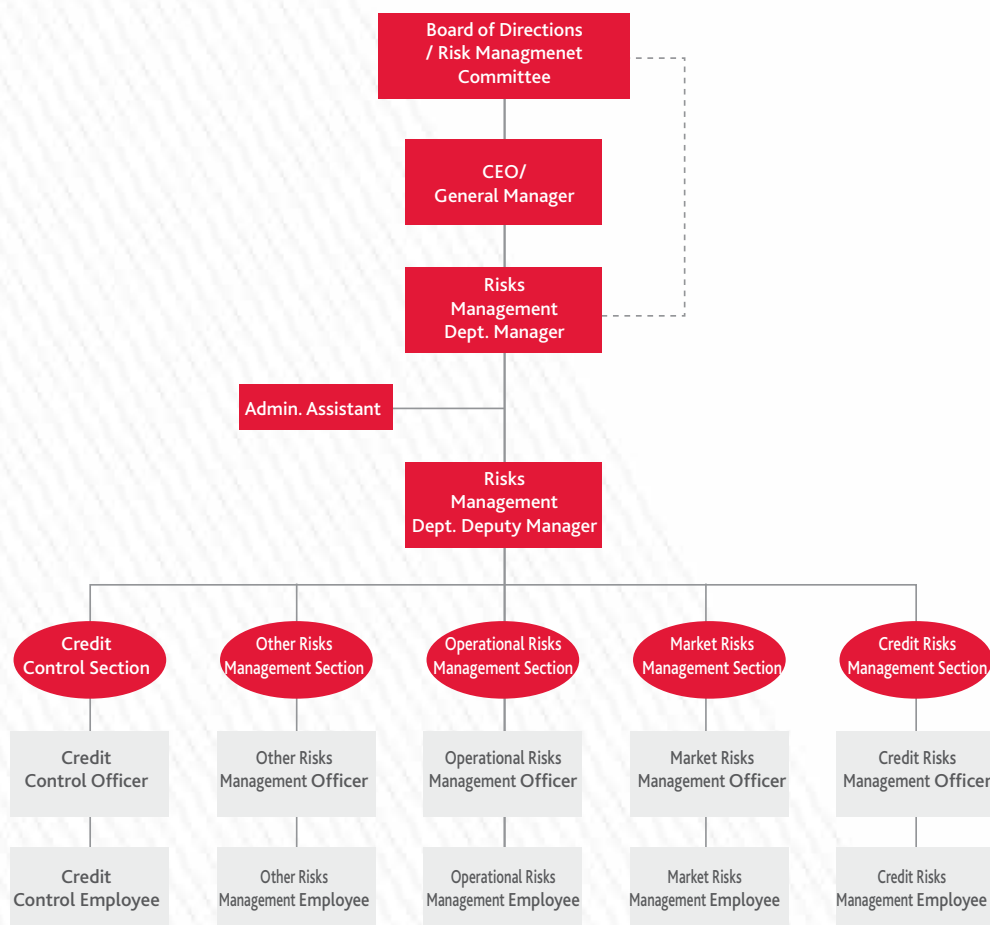 Board of Directions
/ Risk Managmenet
Committee
CEO/
General Manager
Risks
Management
Dept. Manager
Admin. Assistant
Risks
Management
Dept. Deputy Manager
Credit
Control Section
Other Risks
Management Section
Operational Risks
Management Section
Market Risks
Management Section
Credit Risks
Management Section
Credit
Control Officer
Other Risks
Management Officer
Operational Risks
Management Officer
Market Risks
Management Officer
Credit Risks
Management Officer
Credit
Control Employee
Other Risks
Management Employee
Operational Risks
Management Employee
Market Risks
Management Employee
Credit Risks
Management Employee